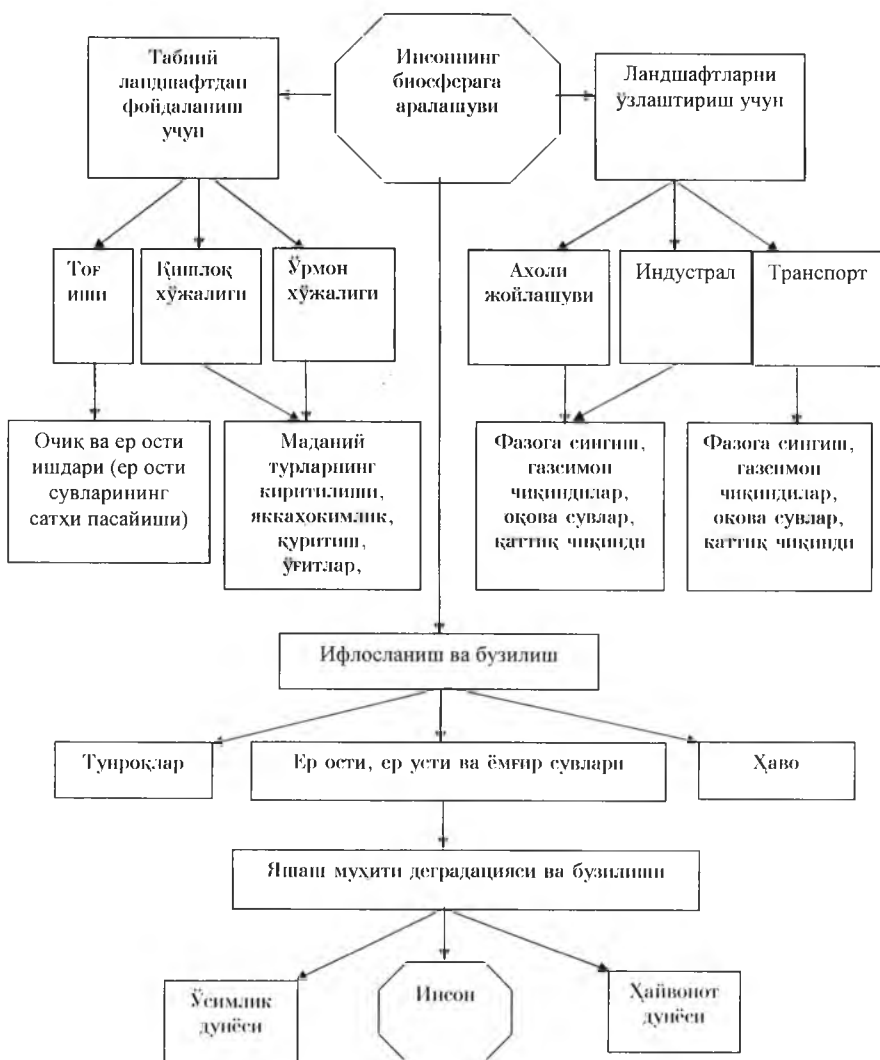 Табиий
ландшафтдан
фойдаланиш
учун
Инсоннинг
биосферага
аралашуви
Ландшафтларни
ўзлаштириш учун
Тоғ
иши
Қишлоқ
хўжалиги
Ўрмон
хўжалиги
Ахоли
жойлашуви
Индустрал
Транспорт
Очиқ ва ер ости
ишдари (ер ости
сувларининг
сатҳи пасайиши)
Маданий
турларнинг
киритилиши,
яккаҳокимлик,
қуритиш,
ўғитлар,
Фазога сингиш,
газсимон
чиқиндилар,
оқова сувлар,
қаттиқ чиқинди
Фазога сингиш,
газсимон
чиқиндилар,
оқова сувлар,
қаттиқ чиқинди
Ифлосланиш ва бузилиш
Тупроқлар
Ер ости, ер усти ва ёмғир сувлари
Ҳаво
Яшаш муҳити деградацияси ва бузилиши
Ўсимлик
дунёси
Инсон
Ҳайвонот
дунёси